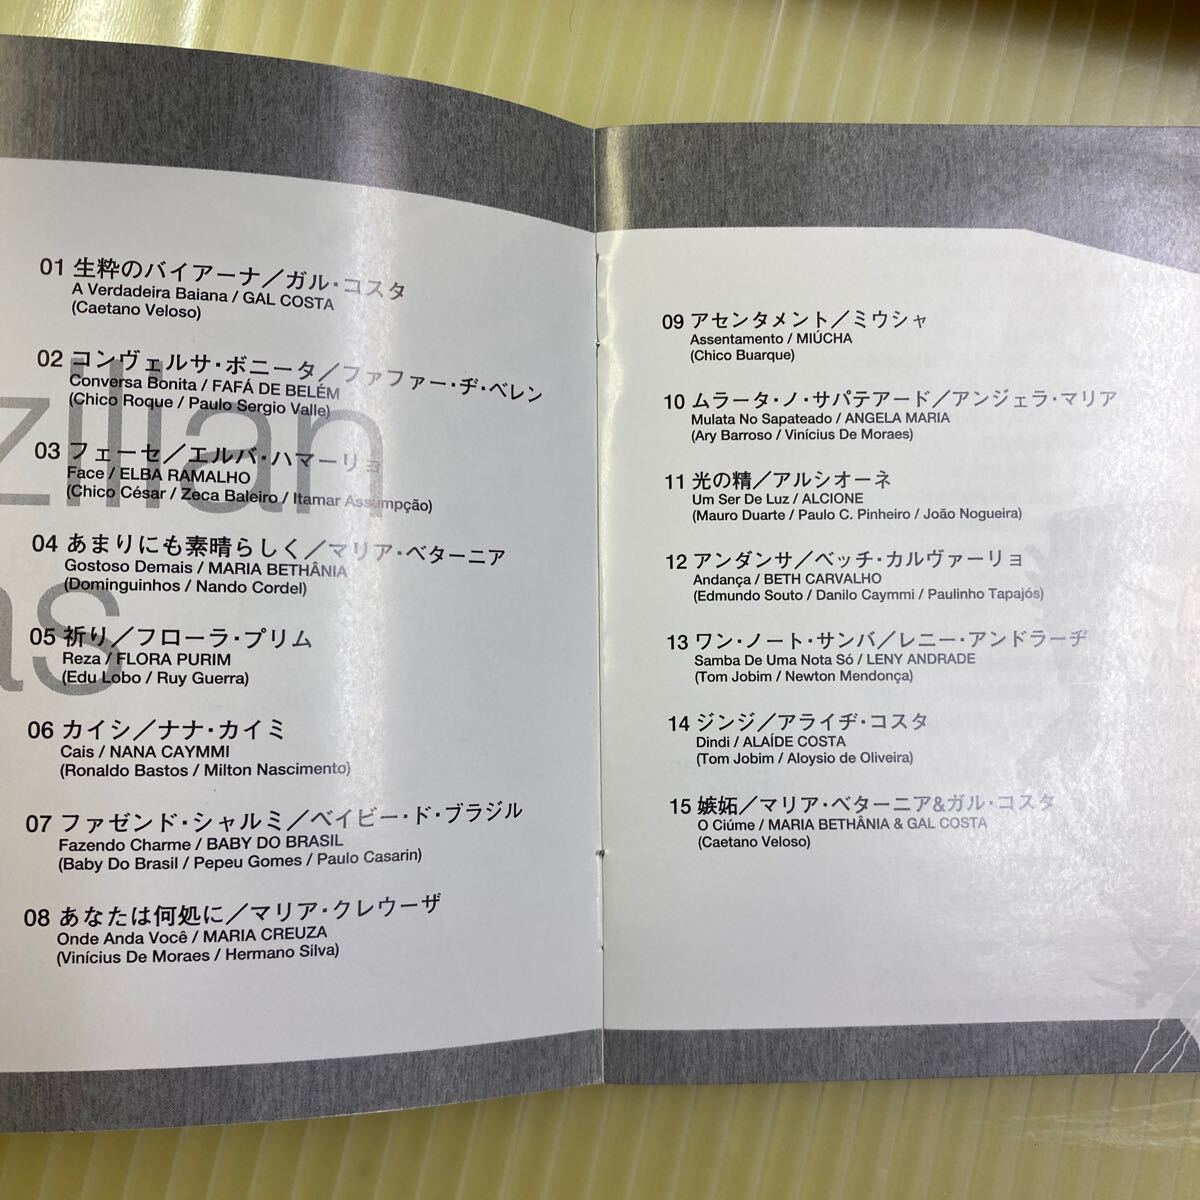 01 生粋のバイアーナ／ガル・コスタ
A Verdadeira Baiana / GAL COSTA
(Caetano Veloso)
02 コンヴェルサ・ボニータ／ファファー・ヂ・ベレン
Conversa Bonita / FAFÁ DE BELÉM
(Chico Roque / Paulo Sergio Valle)
03 フェーセ／エルバ・ハマーリョ
Face / ELBA RAMALHO
(Chico César / Zeca Baleiro / Itamar Assumpção)
04 あまりにも素晴らしく／マリア・ベターニア
Gostoso Demais / MARIA BETHÂNIA
(Dominguinhos / Nando Cordel)
05 祈り／フローラ・プリム
Reza / FLORA PURIM
(Edu Lobo / Ruy Guerra)
06 カイシ／ナナ・カイミ
Cais / NANA CAYMMI
(Ronaldo Bastos / Milton Nascimento)
07 ファゼンド・シャルミ／ベイビー・ド・ブラジル
Fazendo Charme / BABY DO BRASIL
(Baby Do Brasil / Pepeu Gomes / Paulo Casarin)
08 あなたは何処に／マリア・クレウーザ
Onde Anda Você / MARIA CREUZA
(Vinícius De Moraes / Hermano Silva)
zilian
as
09 アセンタメント／ミウシャ
Assentamento / MIÚCHA
(Chico Buarque)
10 ムラータ・ノ・サパテアード／アンジェラ・マリア
Mulata No Sapateado / ANGELA MARIA
(Ary Barroso / Vinícius De Moraes)
11 光の精／アルシオーネ
Um Ser De Luz / ALCIONE
(Mauro Duarte / Paulo C. Pinheiro / João Nogueira)
12 アンダンサ／ベッチ・カルヴァーリョ
Andança / BETH CARVALHO
(Edmundo Souto / Danilo Caymmi / Paulinho Tapajós)
13 ワン・ノート・サンバ／レニー・アンドラーヂ
Samba De Uma Nota Só / LENY ANDRADE
(Tom Jobim / Newton Mendonça)
14 ジンジ／アライヂ・コスタ
Dindi / ALAÍDE COSTA
(Tom Jobim / Aloysio de Oliveira)
15 嫉妬／マリア・ベターニア&ガル・コスタ
O Ciúme / MARIA BETHÂNIA & GAL COSTA
(Caetano Veloso)